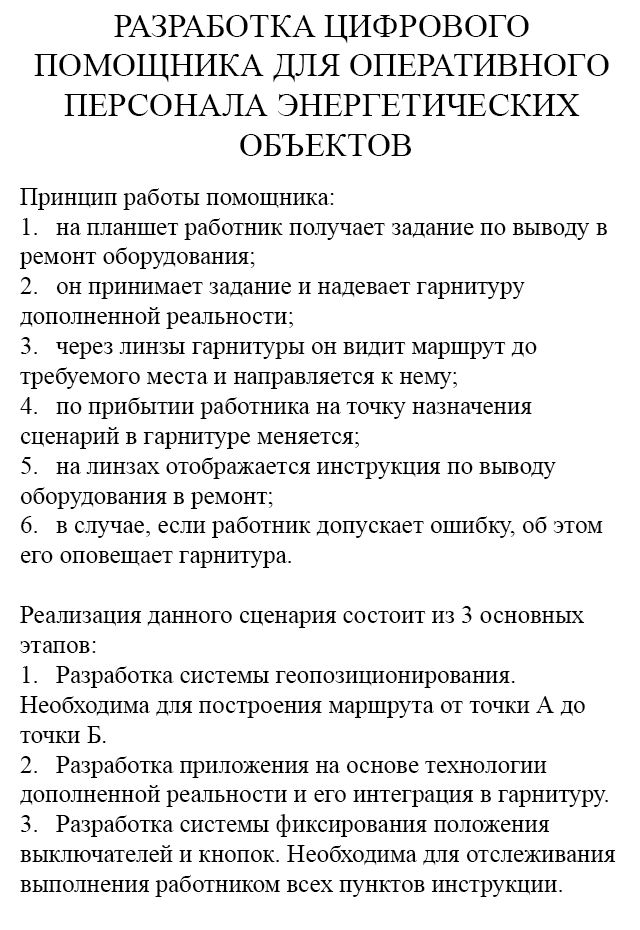 РАЗРАБОТКА ЦИФРОВОГО
ПОМОЩНИКА ДЛЯ ОПЕРАТИВНОГО
ПЕРСОНАЛА ЭНЕРГЕТИЧЕСКИХ
ОБЪЕКТОВ
Принцип работы помощника:
1. на планшет работник получает задание по выводу в
ремонт оборудования;
2. он принимает задание и надевает гарнитуру
дополненной реальности;
3. через линзы гарнитуры он видит маршрут до
требуемого места и направляется к нему;
4. по прибытии работника на точку назначения
сценарий в гарнитуре меняется;
5. на линзах отображается инструкция по выводу
оборудования в ремонт;
6. в случае, если работник допускает ошибку, об этом
его оповещает гарнитура.
Реализация данного сценария состоит из 3 основных
этапов:
1. Разработка системы геопозиционирования.
Необходима для построения маршрута от точки А до
точки Б.
2. Разработка приложения на основе технологии
дополненной реальности и его интеграция в гарнитуру.
3. Разработка системы фиксирования положения
выключателей и кнопок. Необходима для отслеживания
выполнения работником всех пунктов инструкции.